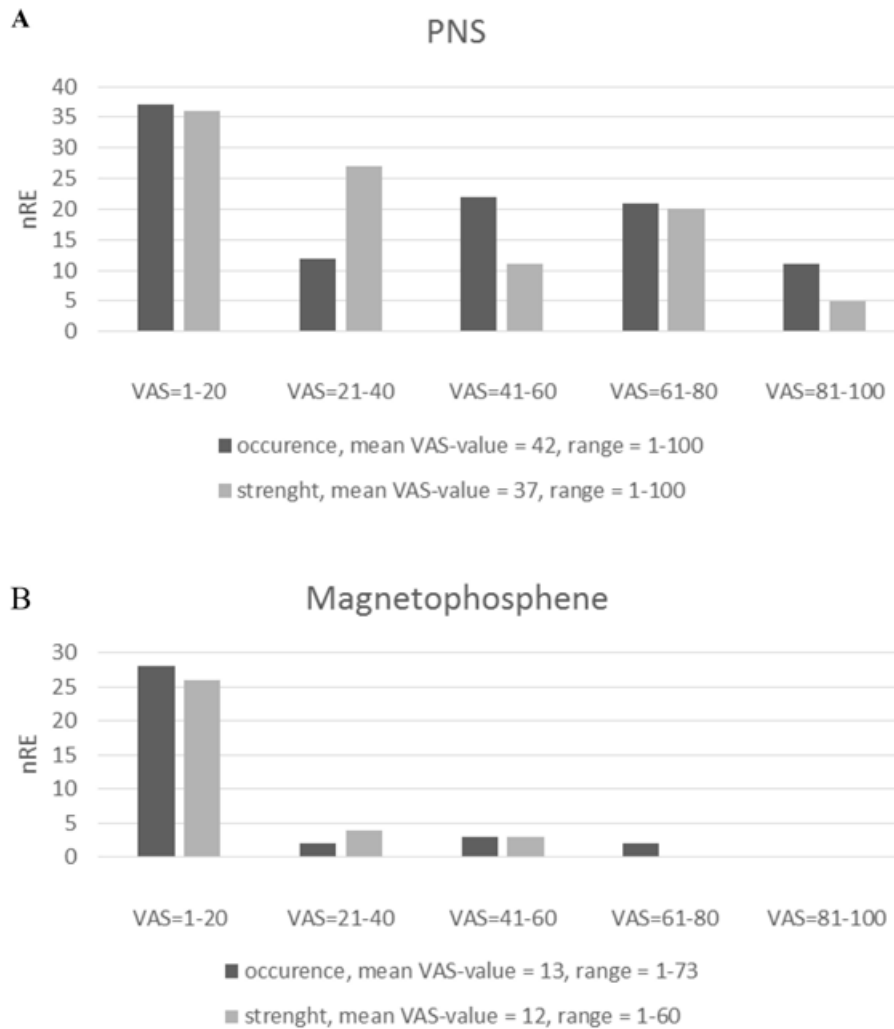 A
PNS
40
35
30
25
20
15
10
5
0
nRE
VAS=1-20 VAS=21-40 VAS=41-60 VAS=61-80 VAS=81-100
occurence, mean VAS-value = 42, range = 1-100
strenght, mean VAS-value = 37, range = 1-100
B
Magnetophosphene
30
25
20
15
10
5
0
nRE
VAS=1-20 VAS=21-40 VAS=41-60 VAS=61-80 VAS=81-100
occurence, mean VAS-value = 13, range = 1-73
strenght, mean VAS-value = 12, range = 1-60